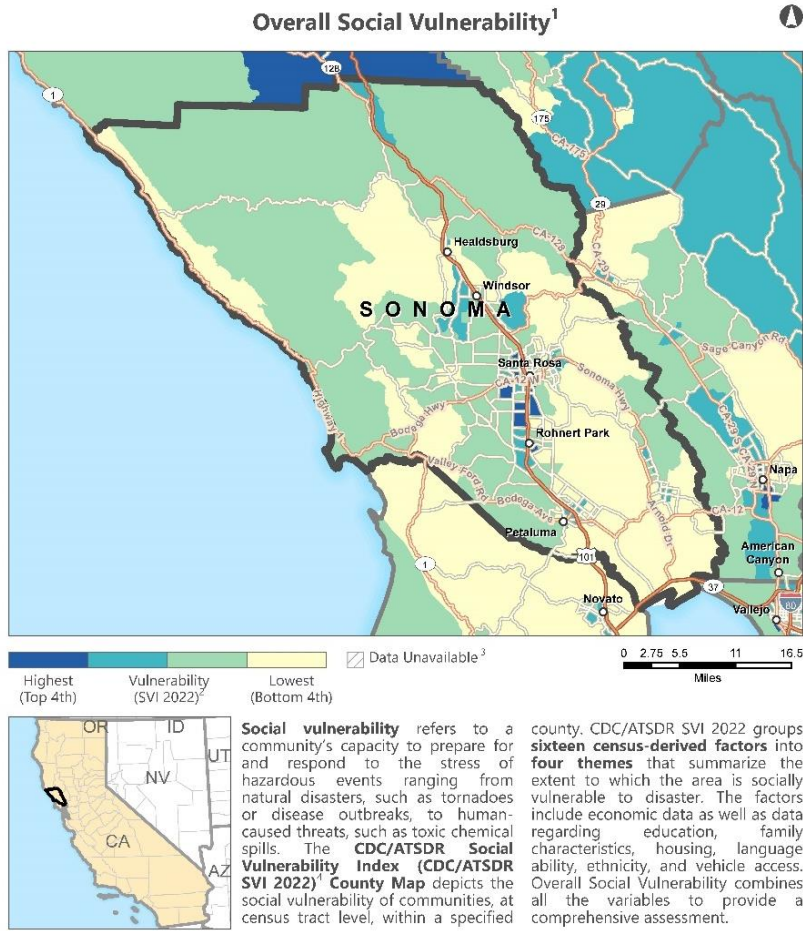 Overall Social Vulnerability1
128
1
175
CA-175
29
Healdsburg
CA-128
CA-29
Windsor
SONOMA
Sage Canyon Rd
Santa Rosa
CA-12 W
Sonoma Hwy
Highway 1
Bodega Hwy
CA-29 S
CA-29 N
Rohnert Park
Valley Ford Rd
Napa
Bodega Ave
Arnold Dr
CA-12
Petaluma
American
Canyon
101
1
37
Novato
80
Vallejo
Highest
(Top 4th)
Vulnerability
(SVI 2022)2
Lowest
(Bottom 4th)
Data Unavailable3
0 2.75 5.5 11 16.5
Miles
OR
ID
NV
UT
CA
AZ
Social vulnerability refers to a
community's capacity to prepare for
and respond to the stress of
hazardous events ranging from
natural disasters, such as tornadoes
or disease outbreaks, to human-
caused threats, such as toxic chemical
spills. The CDC/ATSDR Social
Vulnerability Index (CDC/ATSDR
SVI 2022)4 County Map depicts the
social vulnerability of communities, at
census tract level, within a specified
county. CDC/ATSDR SVI 2022 groups
sixteen census-derived factors into
four themes that summarize the
extent to which the area is socially
vulnerable to disaster. The factors
include economic data as well as data
regarding education, family
characteristics, housing, language
ability, ethnicity, and vehicle access.
Overall Social Vulnerability combines
all the variables to provide a
comprehensive assessment.